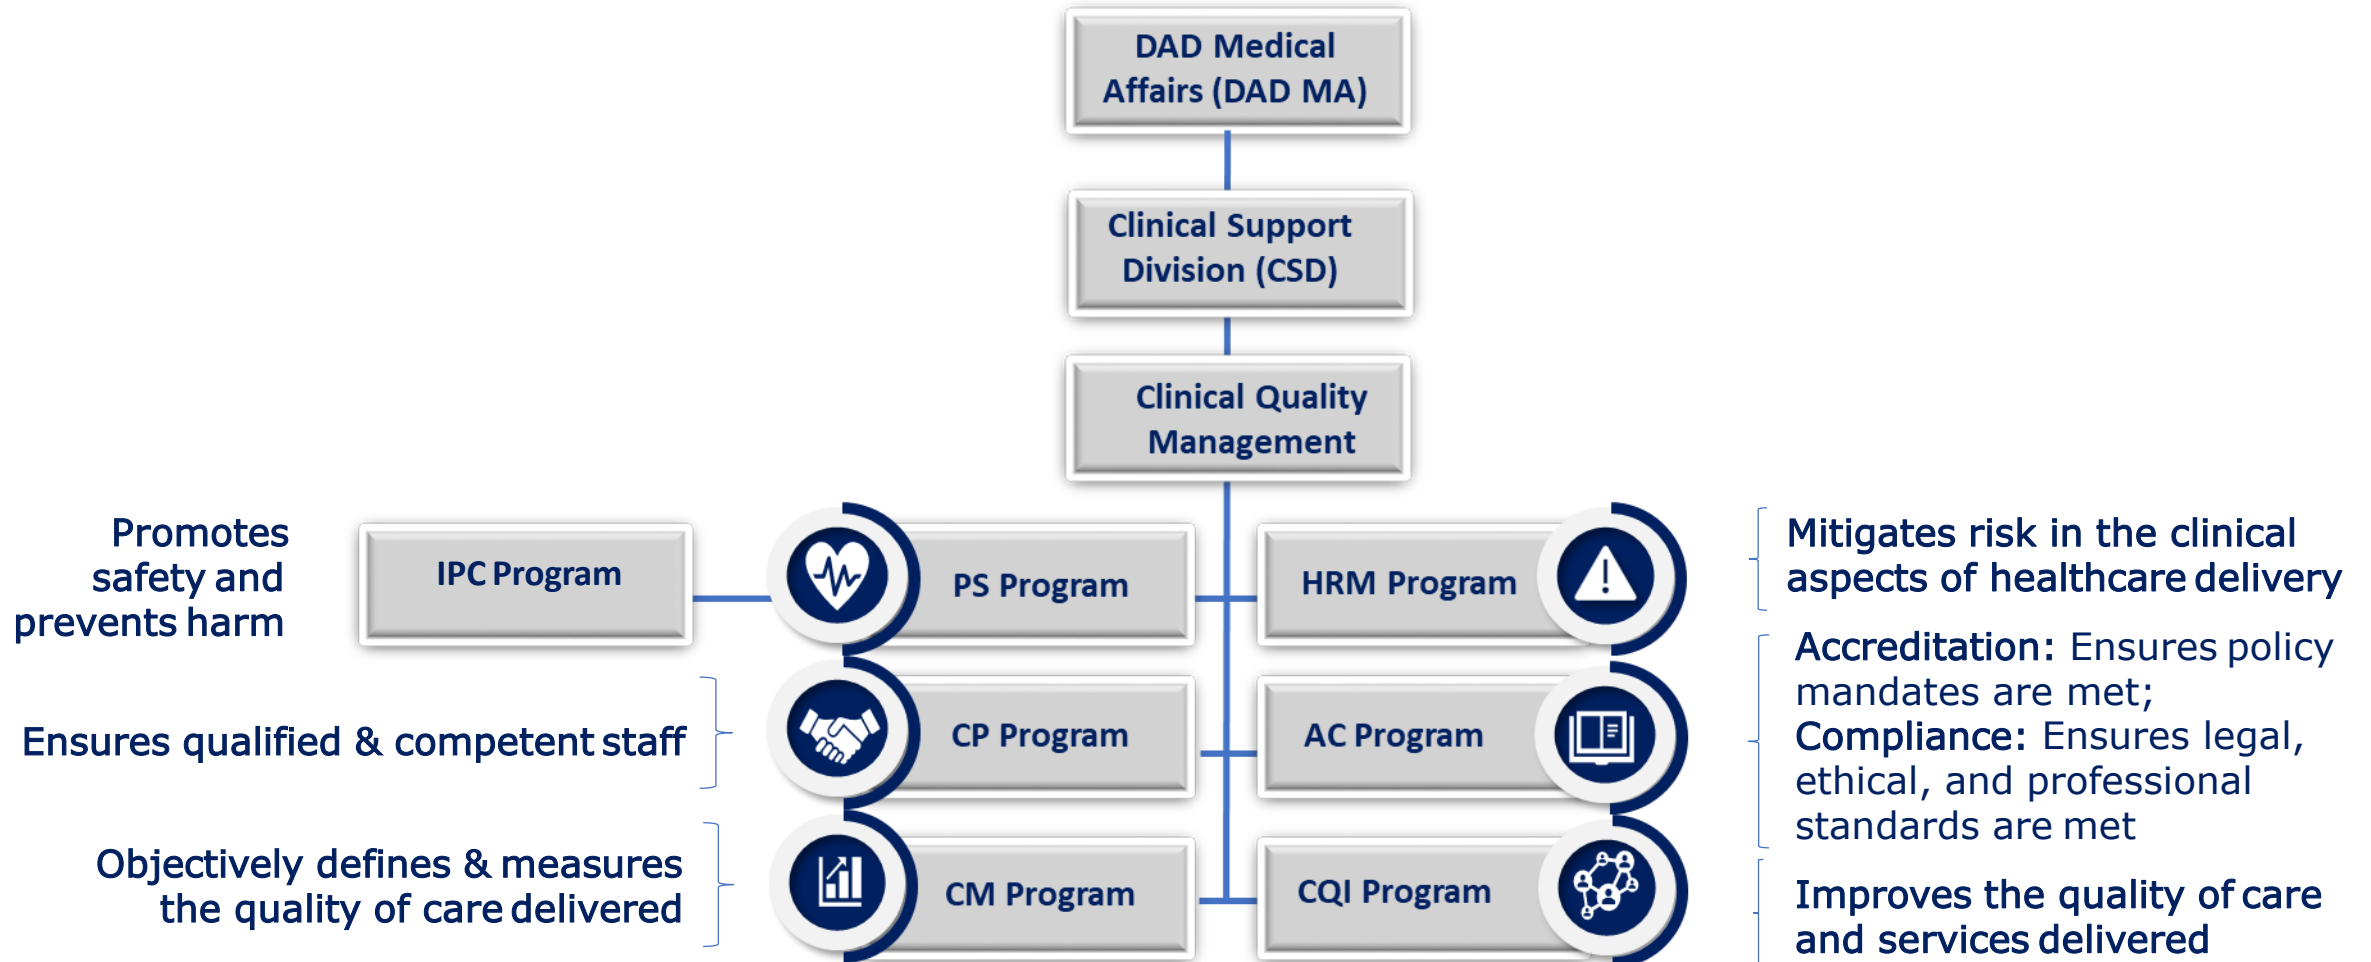 DAD Medical
Affairs (DAD MA)
Clinical Support
Division (CSD)
Clinical Quality
Management
Promotes
safety and
prevents harm
IPC Program
PS Program
HRM Program
Mitigates risk in the clinical
aspects of healthcare delivery
Ensures qualified & competent staff
CP Program
AC Program
Accreditation: Ensures policy
mandates are met;
Compliance: Ensures legal,
ethical, and professional
standards are met
Objectively defines & measures
the quality of care delivered
CM Program
CQI Program
Improves the quality of care
and services delivered